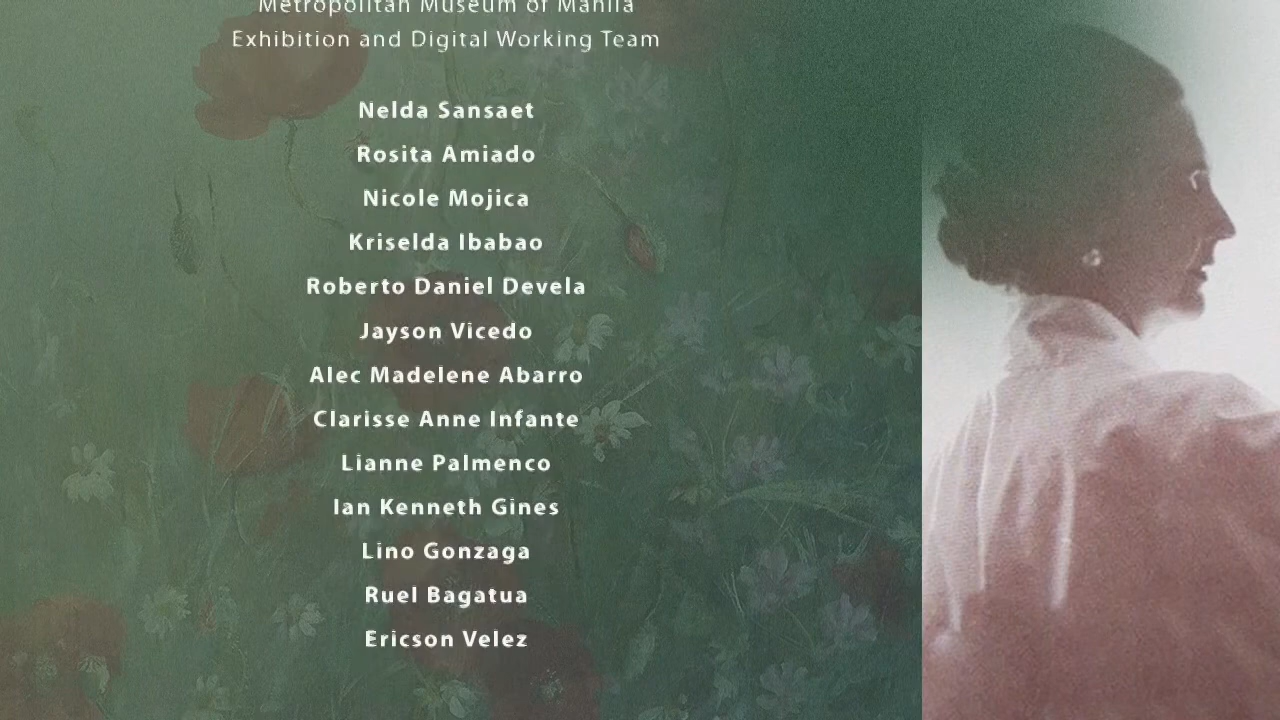 Metropolitan Museum of Manila
Exhibition and Digital Working Team
Nelda Sansaet
Rosita Amiado
Nicole Mojica
Kriselda Ibabao
Roberto Daniel Devela
Jayson Vicedo
Alec Madelene Abarro
Clarisse Anne Infante
Lianne Palmenco
Ian Kenneth Gines
Lino Gonzaga
Ruel Bagatua
Ericson Velez